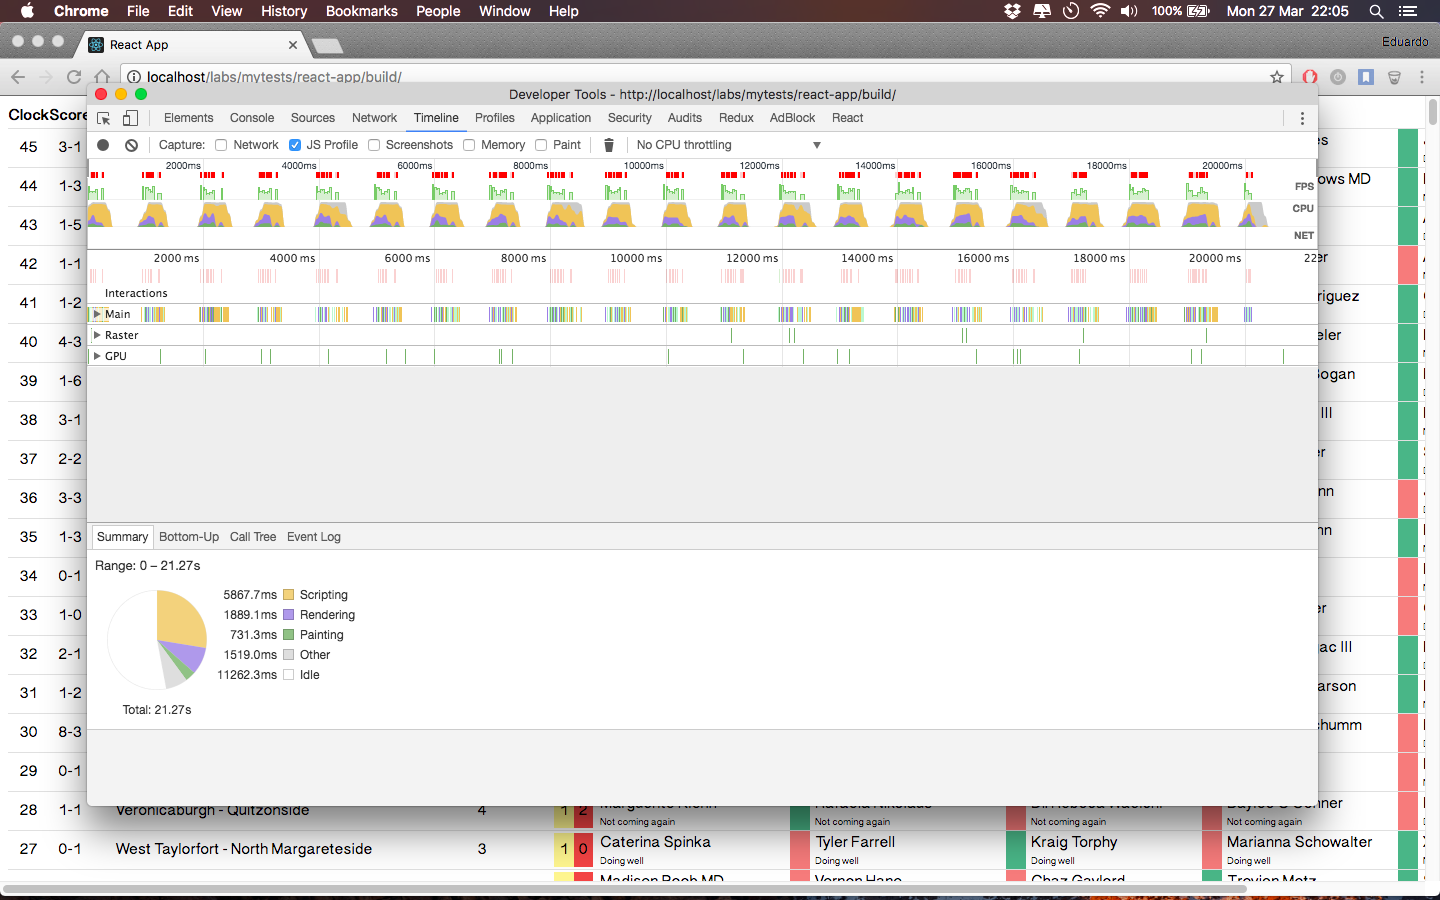 Chrome File Edit View History Bookmarks People Window Help 100% Mon 27 Mar 22:05
React App Eduardo
localhost/labs/mytests/react-app/build/
Developer Tools - http://localhost/labs/mytests/react-app/build/
ClockScore
Elements Console Sources Network Timeline Profiles Application Security Audits Redux AdBlock React
Capture: Network JS Profile Screenshots Memory Paint No CPU throttling
2000ms 4000ms 6000ms 8000ms 10000ms 12000ms 14000ms 16000ms 18000ms 20000ms
FPS
CPU
NET
2000 ms 4000 ms 6000 ms 8000 ms 10000 ms 12000 ms 14000 ms 16000 ms 18000 ms 20000 ms 22
Interactions
Main
Raster
GPU
Summary Bottom-Up Call Tree Event Log
Range: 0 – 21.27s
5867.7ms Scripting
1889.1ms Rendering
731.3ms Painting
1519.0ms Other
11262.3ms Idle
Total: 21.27s
45 3-1
44 1-3 ows MD
43 1-5
42 1-1 er
41 1-2 riguez
40 4-3 eler
39 1-6 Bogan
38 3-1 III
37 2-2 er
36 3-3 nn
35 1-3 nn
34 0-1
33 1-0 er
32 2-1 ac III
31 1-2 arson
30 8-3 chumm
29 0-1
28 1-1 Veronicaburgh - Quitzonside 4 1 2
Not coming again Doing well Not coming again Not coming again
27 0-1 West Taylorfort - North Margareteside 3 1 0 Caterina Spinka Tyler Farrell Kraig Torphy Marianna Schowalter
Doing well Doing well Doing well Doing well
Madison Rech MD Vernon Hane Chaz Gaylord Trevion Metz